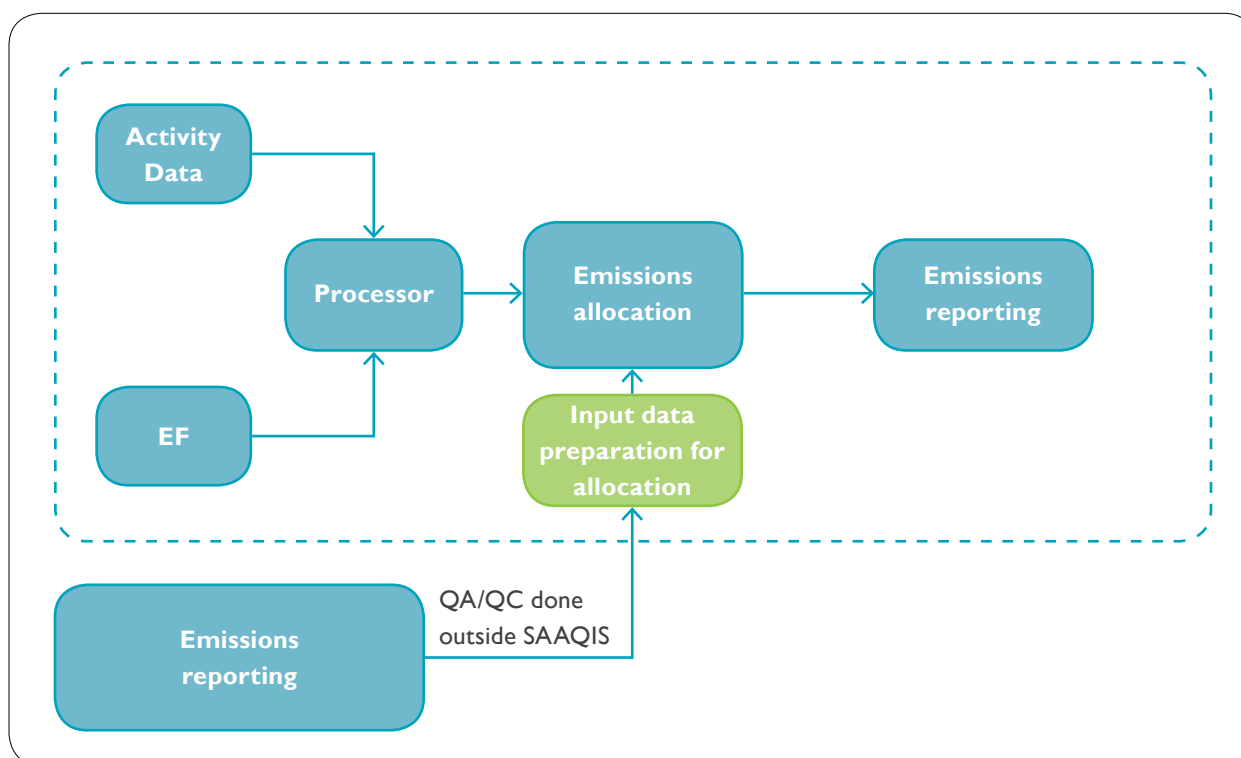 Activity
Data
Processor
EF
Emissions
allocation
Emissions
reporting
Input data
preparation for
allocation
QA/QC done
outside SAAQIS
Emissions
reporting